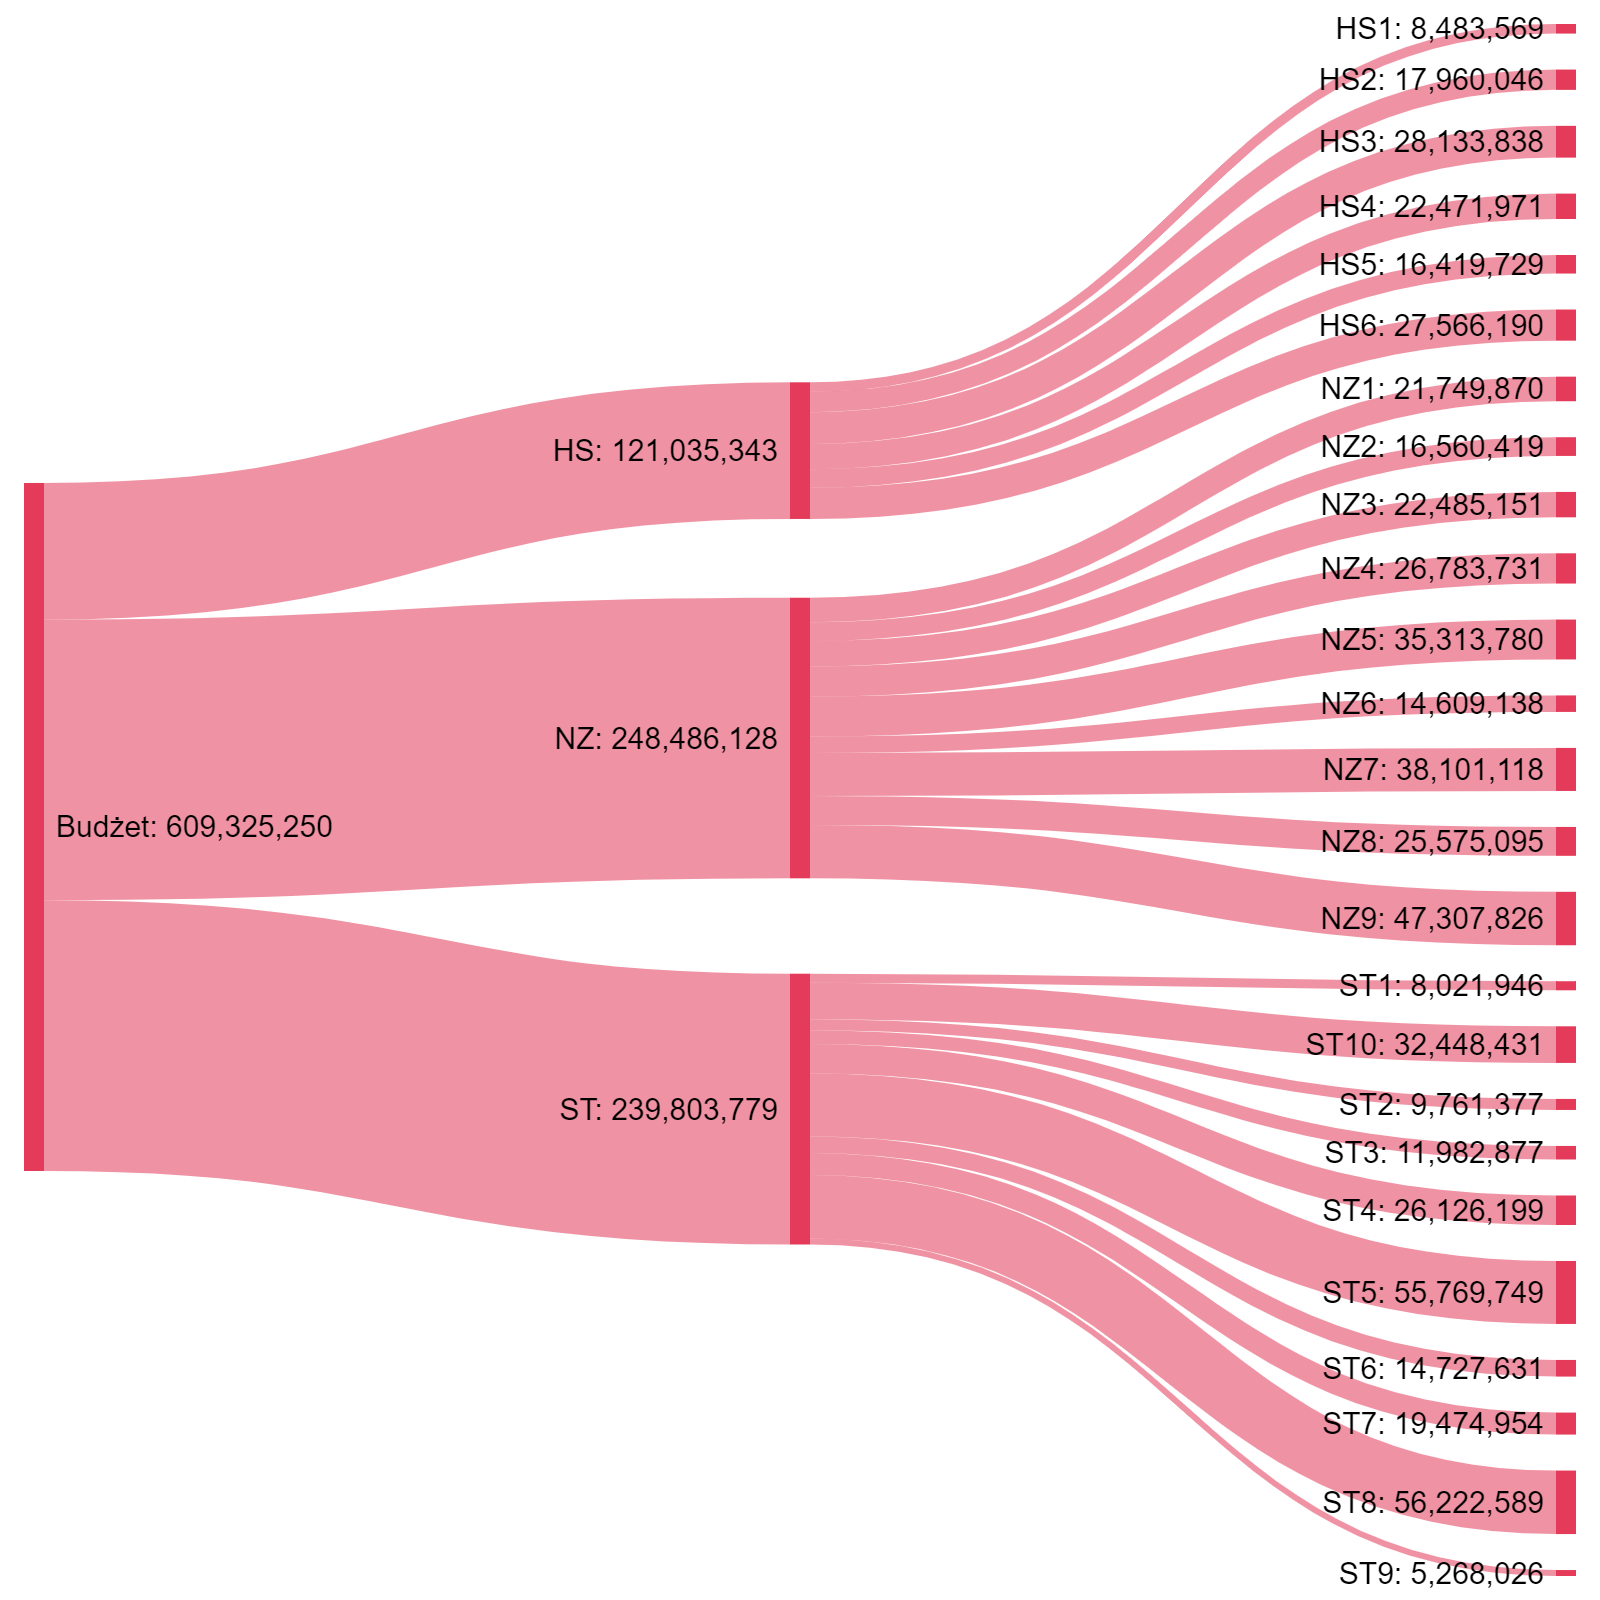 HS1: 8,483,569
HS2: 17,960,046
HS3: 28,133,838
HS4: 22,471,971
HS5: 16,419,729
HS6: 27,566,190
NZ1: 21,749,870
NZ2: 16,560,419
HS: 121,035,343
NZ3: 22,485,151
NZ4: 26,783,731
NZ5: 35,313,780
NZ6: 14,609,138
NZ: 248,486,128
NZ7: 38,101,118
Budżet: 609,325,250
NZ8: 25,575,095
NZ9: 47,307,826
ST1: 8,021,946
ST10: 32,448,431
ST2: 9,761,377
ST: 239,803,779
ST3: 11,982,877
ST4: 26,126,199
ST5: 55,769,749
ST6: 14,727,631
ST7: 19,474,954
ST8: 56,222,589
ST9: 5,268,026